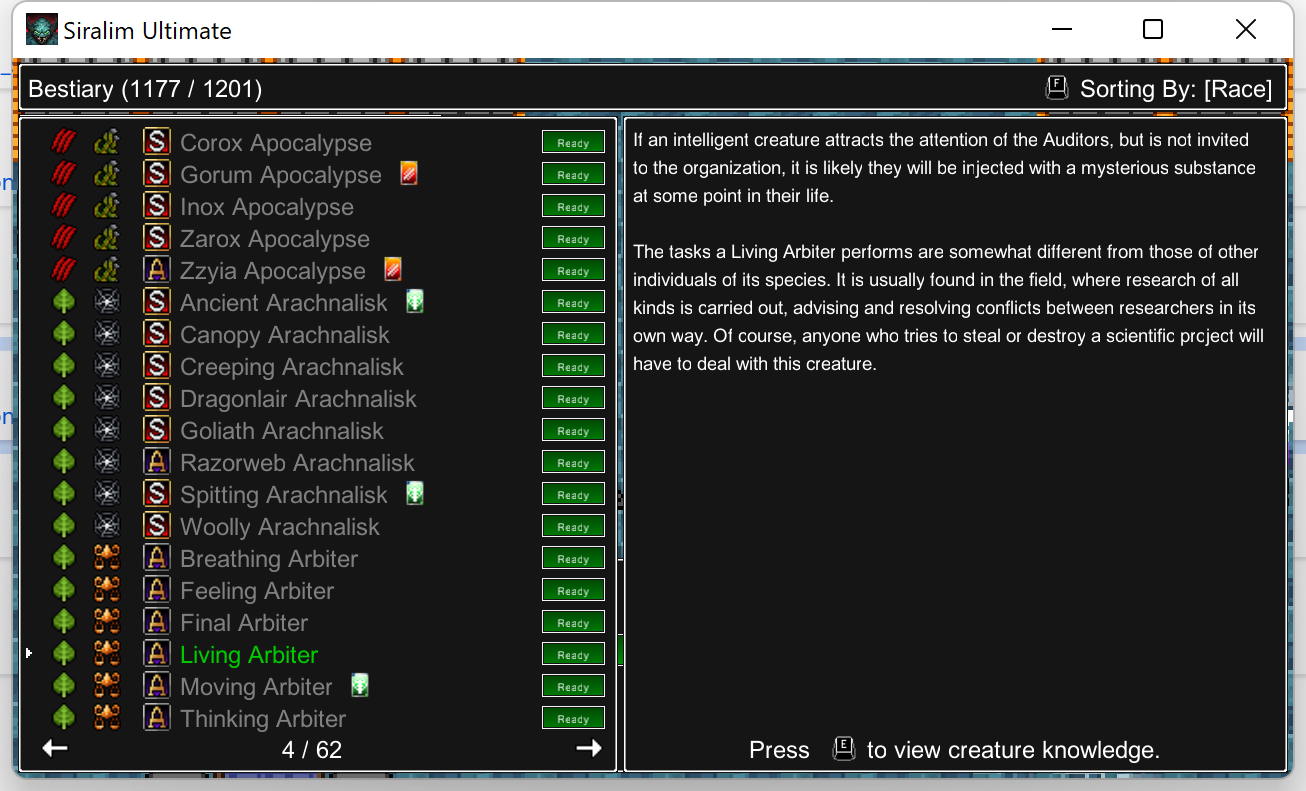 Siralim Ultimate
Bestiary (1177 / 1201)
F Sorting By: [Race]
S Corox Apocalypse Ready
S Gorum Apocalypse Ready
S Inox Apocalypse Ready
S Zarox Apocalypse Ready
A Zzyia Apocalypse Ready
S Ancient Arachnalisk Ready
S Canopy Arachnalisk Ready
S Creeping Arachnalisk Ready
S Dragonlair Arachnalisk Ready
S Goliath Arachnalisk Ready
A Razorweb Arachnalisk Ready
S Spitting Arachnalisk Ready
S Woolly Arachnalisk Ready
A Breathing Arbiter Ready
A Feeling Arbiter Ready
A Final Arbiter Ready
A Living Arbiter Ready
A Moving Arbiter Ready
A Thinking Arbiter Ready
4 / 62
If an intelligent creature attracts the attention of the Auditors, but is not invited
to the organization, it is likely they will be injected with a mysterious substance
at some point in their life.
The tasks a Living Arbiter performs are somewhat different from those of other
individuals of its species. It is usually found in the field, where research of all
kinds is carried out, advising and resolving conflicts between researchers in its
own way. Of course, anyone who tries to steal or destroy a scientific project will
have to deal with this creature.
Press E to view creature knowledge.